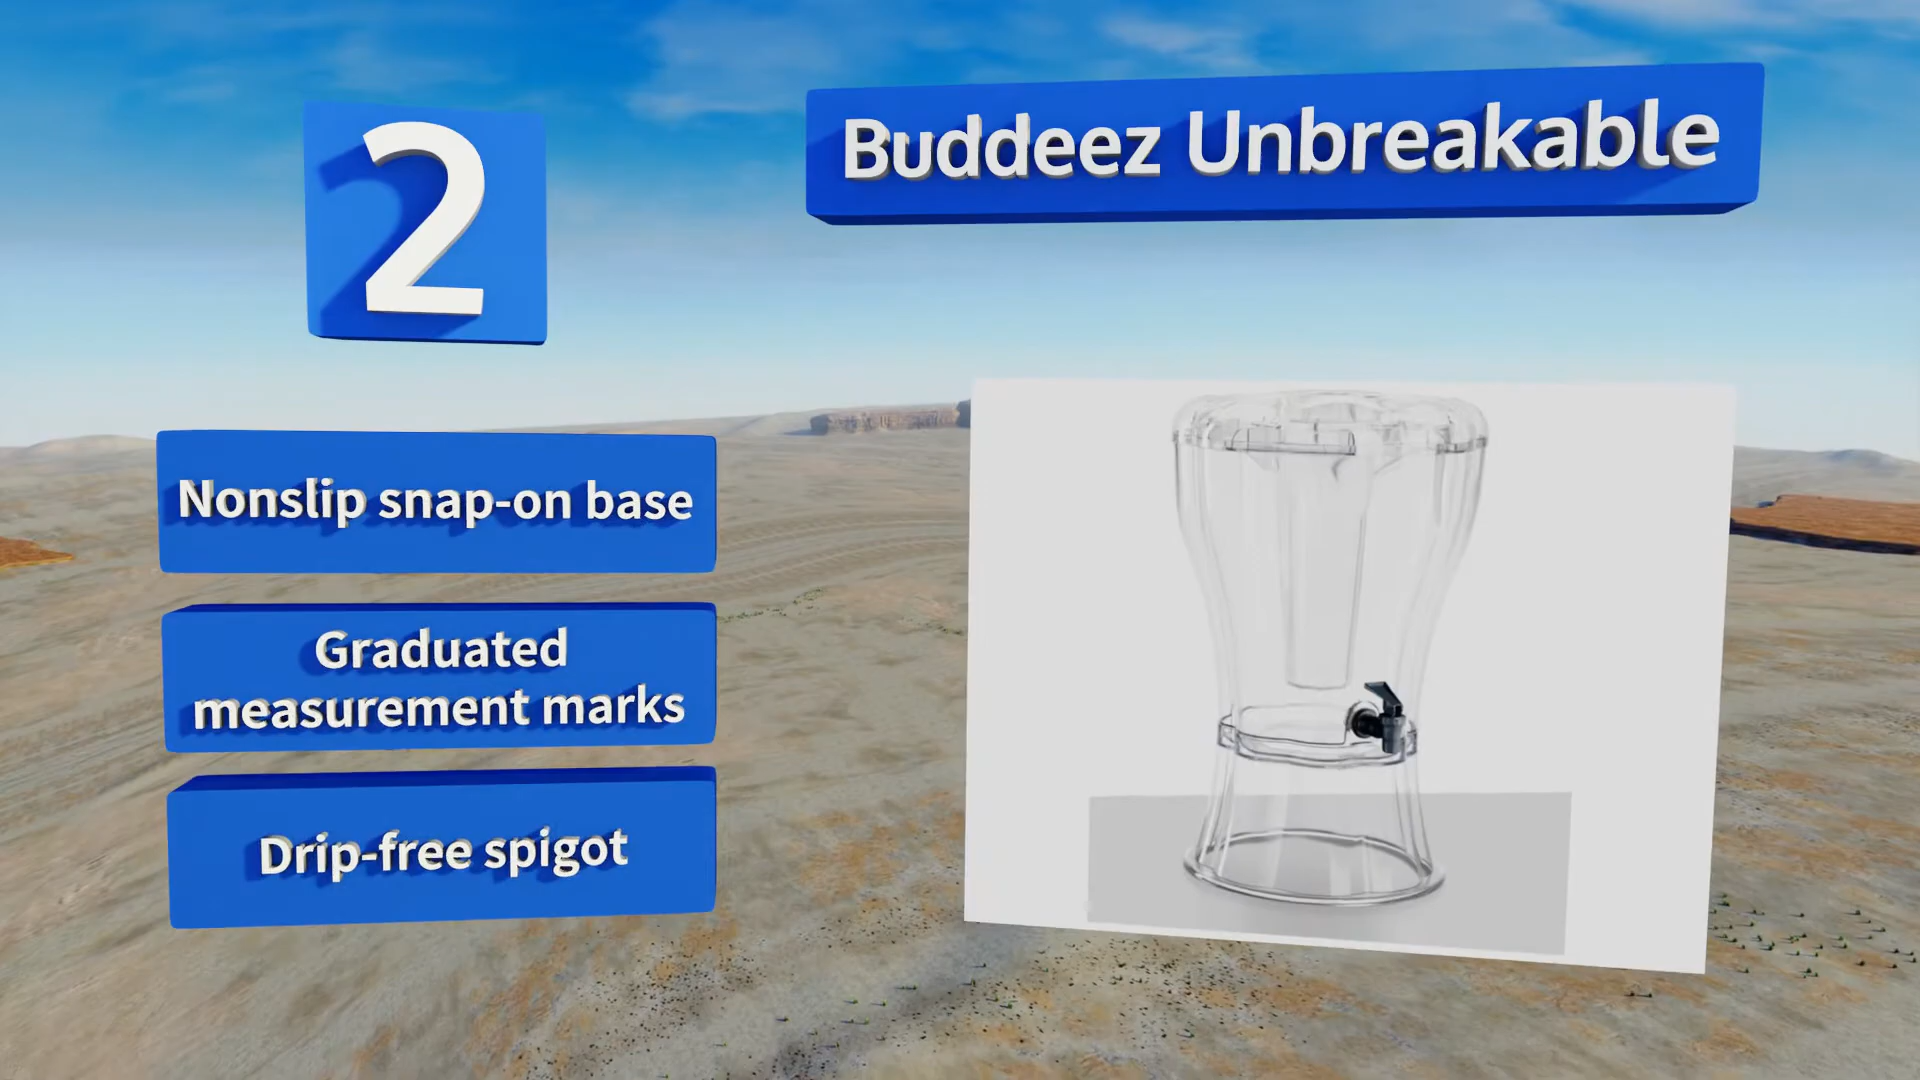 2
Buddeez Unbreakable
Nonslip snap-on base
Graduated
measurement marks
Drip-free spigot